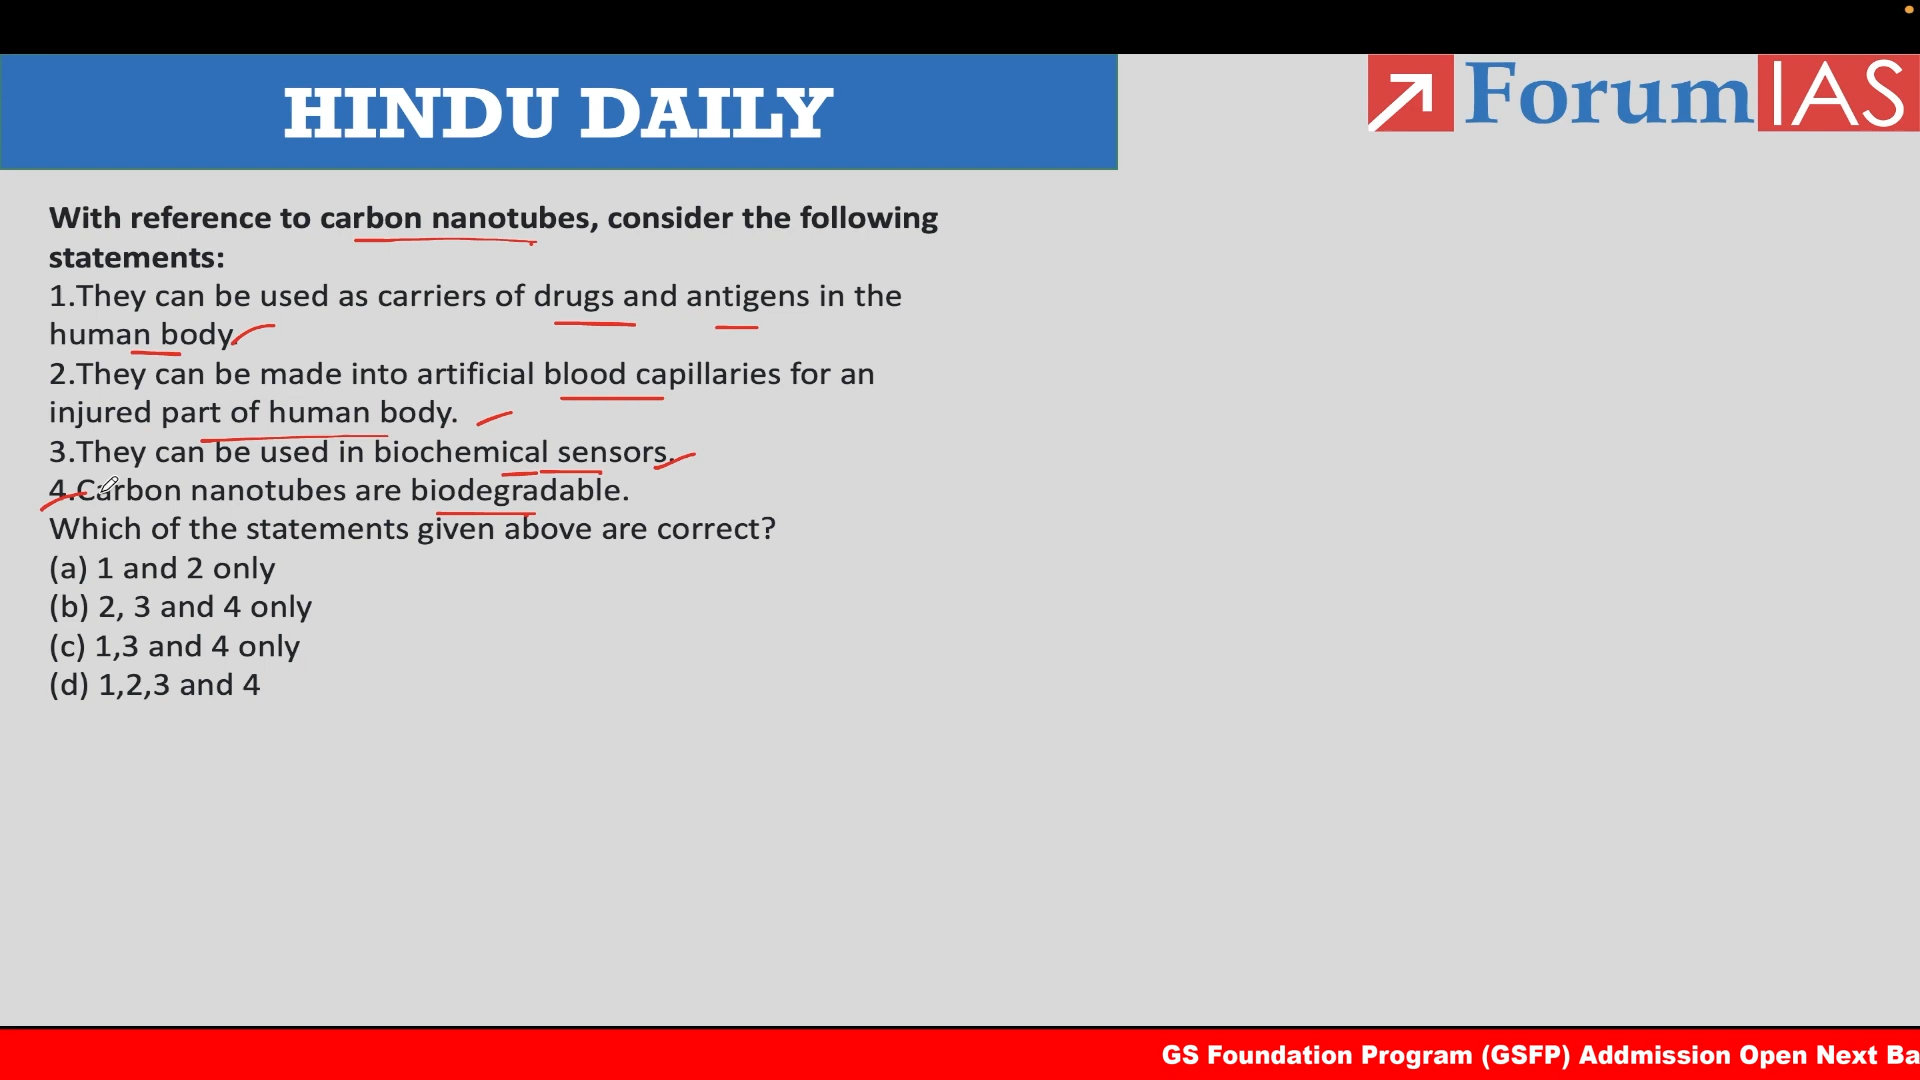 HINDU DAILY
Forum IAS
With reference to carbon nanotubes, consider the following
statements:
1.They can be used as carriers of drugs and antigens in the
human body.
2.They can be made into artificial blood capillaries for an
injured part of human body.
3.They can be used in biochemical sensors.
4.Carbon nanotubes are biodegradable.
Which of the statements given above are correct?
(a) 1 and 2 only
(b) 2, 3 and 4 only
(c) 1,3 and 4 only
(d) 1,2,3 and 4
GS Foundation Program (GSFP) Addmission Open Next Ba